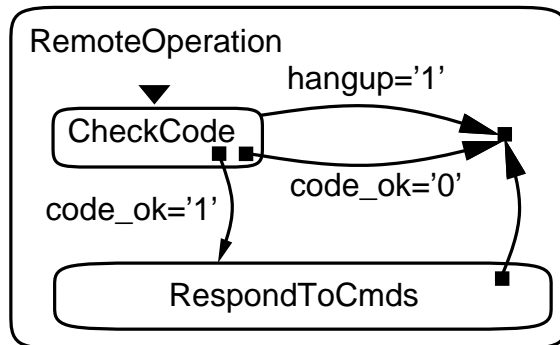 RemoteOperation
hangup=’1’
CheckCode
code_ok=’0’
code_ok=’1’
RespondToCmds